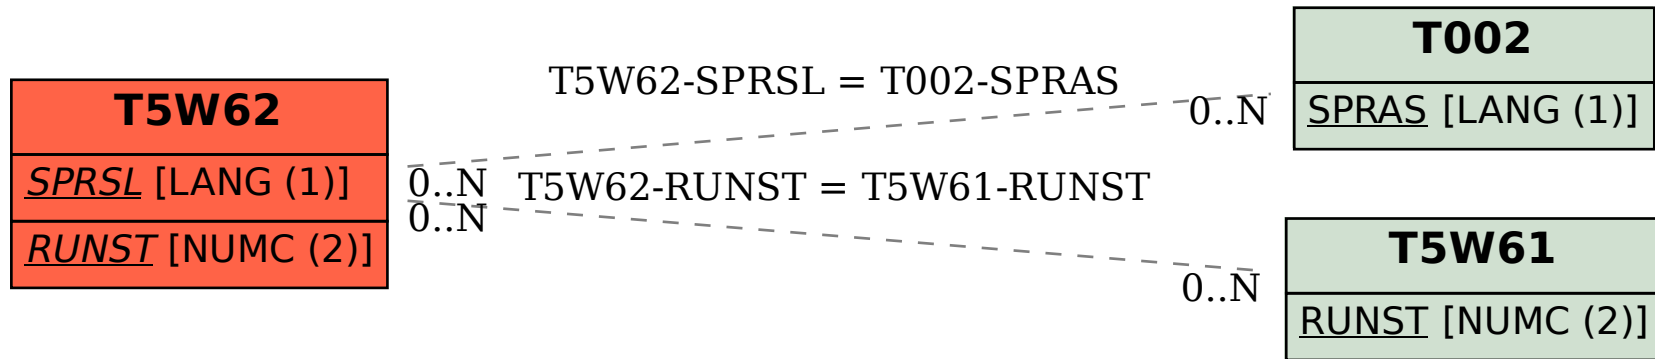 T002
T5W62-SPRSL = T002-SPRAS
T5W62
0..N
SPRAS [LANG (1)]
SPRSL [LANG (1)]
0..N
T5W62-RUNST = T5W61-RUNST
0..N
RUNST [NUMC (2)]
T5W61
0..N
RUNST [NUMC (2)]